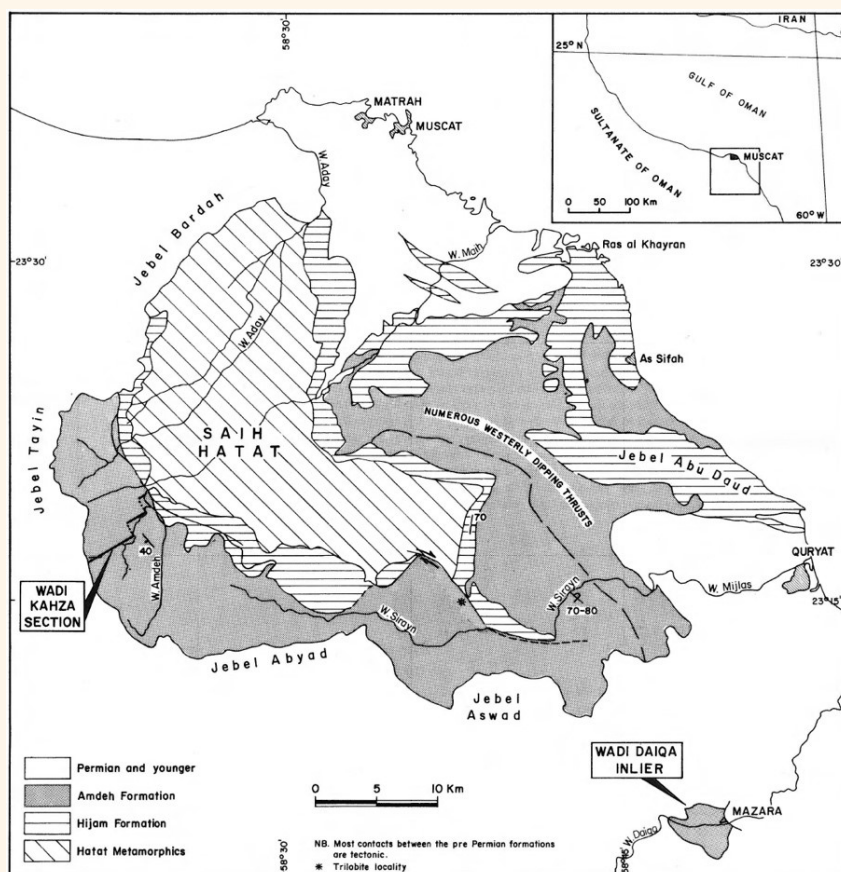 58°30'
IRAN
25° N
GULF OF OMAN
SULTANATE OF OMAN
MUSCAT
0 50 100 Km
60° W
MATRAH
MUSCAT
W. Aday
Jebel Bardah
23°30'
W. Maih
Ras al Khayran
23°30'
W. Aday
As Sifah
Jebel Tayin
SAIH
HATAT
NUMEROUS WESTERLY DIPPING THRUSTS
Jebel Abu Daud
70
40
W. Amdeh
QURYAT
W. Mijlas
WADI
KAHZA
SECTION
W. Sirayn
W. Sirayn
70-80
23°15'
Jebel Abyad
Jebel
Aswad
WADI DAIQA
INLIER
Permian and younger
Amdeh Formation
Hijam Formation
Hatat Metamorphics
0 5 10 Km
MAZARA
W. Daiqa
58°30'
NB. Most contacts between the pre Permian formations
are tectonic.
* Trilobite locality